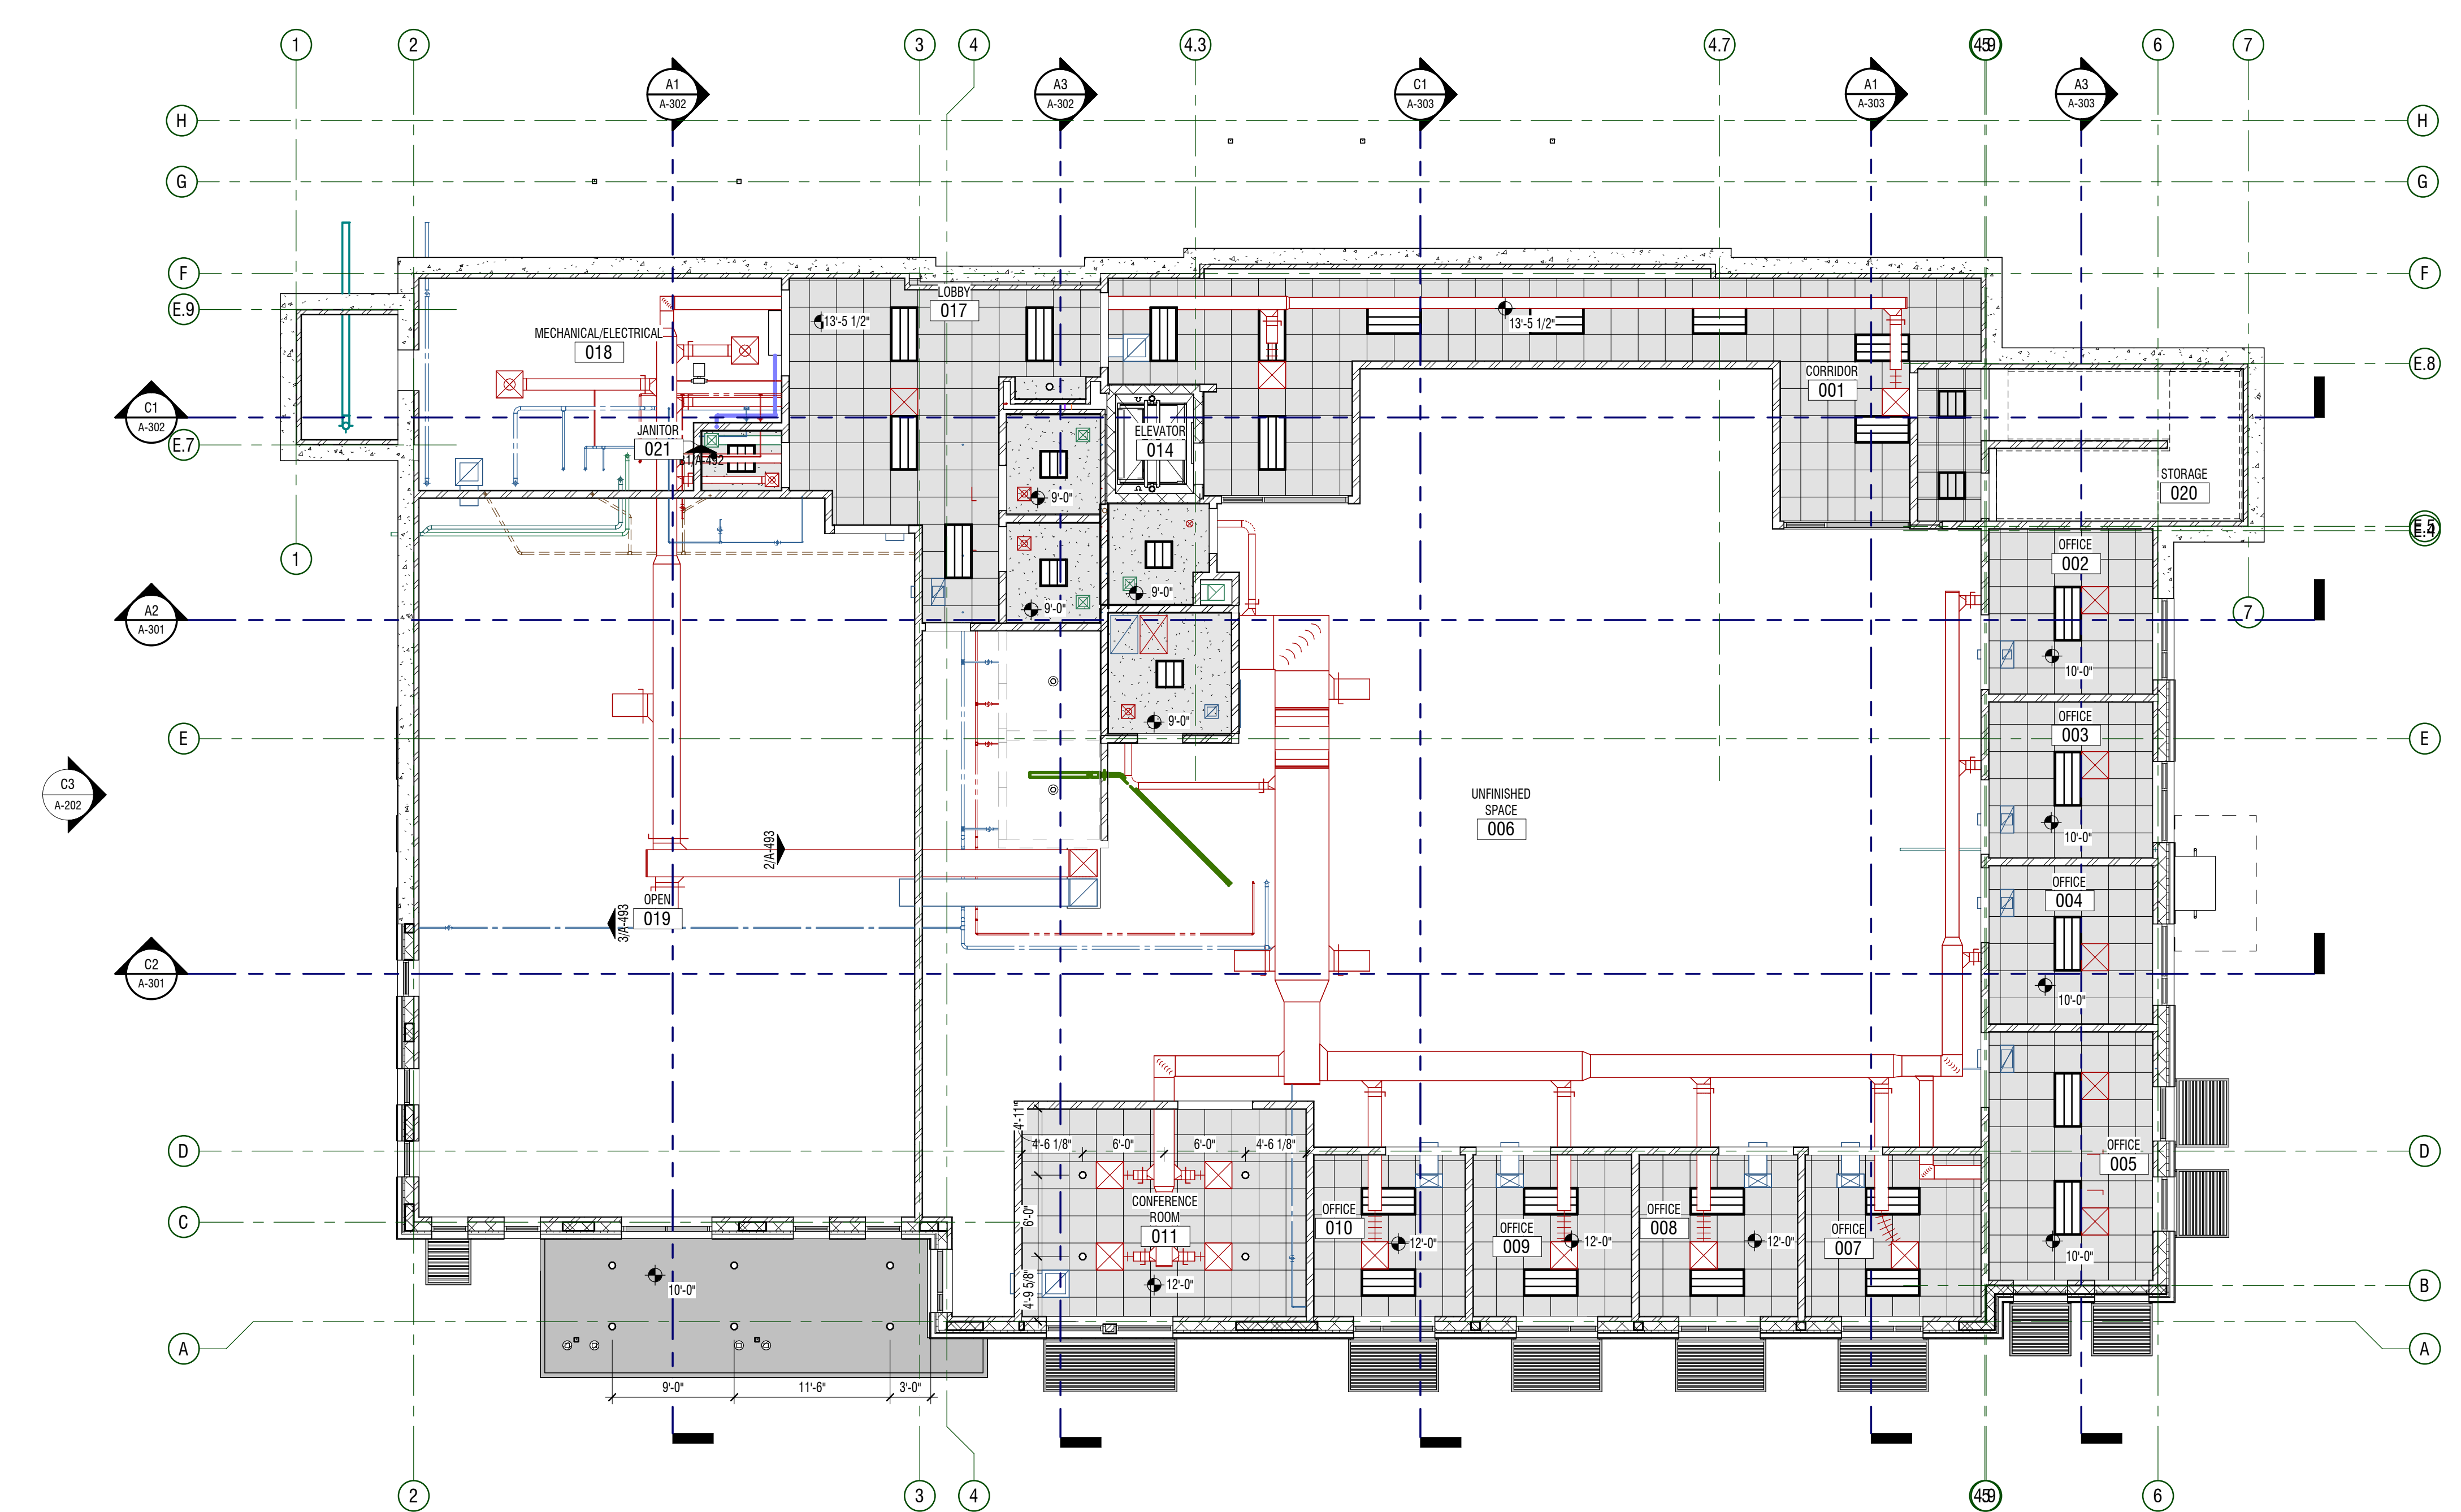 1
2
3
4
4.3
4.7
6
7
A1
A-302
A3
A-302
C1
A-303
A1
A-303
A3
A-303
H
H
G
G
F
F
E.9
E.8
LOBBY
017
13'-5 1/2"
13'-5 1/2"
MECHANICAL/ELECTRICAL
018
CORRIDOR
001
C1
A-302
E.7
JANITOR
021
ELEVATOR
014
STORAGE
020
9'-0"
1
OFFICE
002
9'-0"
9'-0"
A2
A-301
7
10'-0"
9'-0"
OFFICE
003
E
E
C3
A-202
UNFINISHED
SPACE
006
10'-0"
2/A-493
OFFICE
004
OPEN
019
3/A-493
C2
A-301
10'-0"
4'-11"
4'-6 1/8"
6'-0"
6'-0"
4'-6 1/8"
D
D
OFFICE
005
CONFERENCE
ROOM
011
6'-0"
OFFICE
010
OFFICE
009
OFFICE
008
OFFICE
007
C
12'-0"
12'-0"
12'-0"
10'-0"
10'-0"
4'-9 5/8"
12'-0"
B
A
A
9'-0"
11'-6"
3'-0"
2
3
4
6